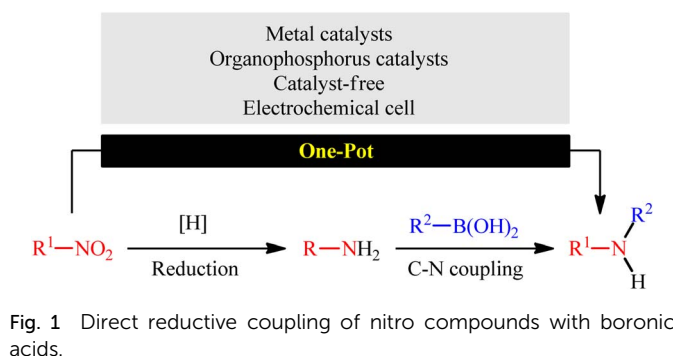 Metal catalysts
Organophosphorus catalysts
Catalyst-free
Electrochemical cell
One-Pot
R¹—NO₂ [H] Reduction R—NH₂ R²—B(OH)₂ C-N coupling R¹—N R² H
Fig. 1 Direct reductive coupling of nitro compounds with boronic
acids.